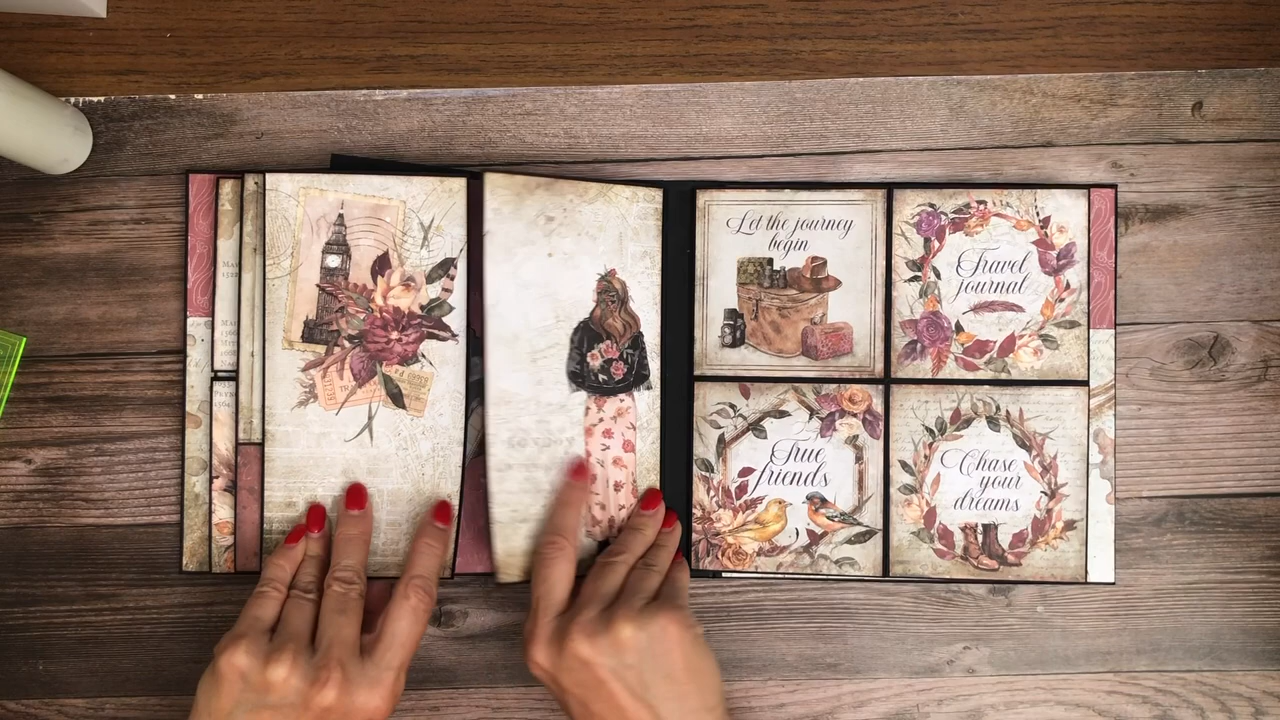 Let the journey
begin
Travel
journal
True
friends
Chase
your
dreams